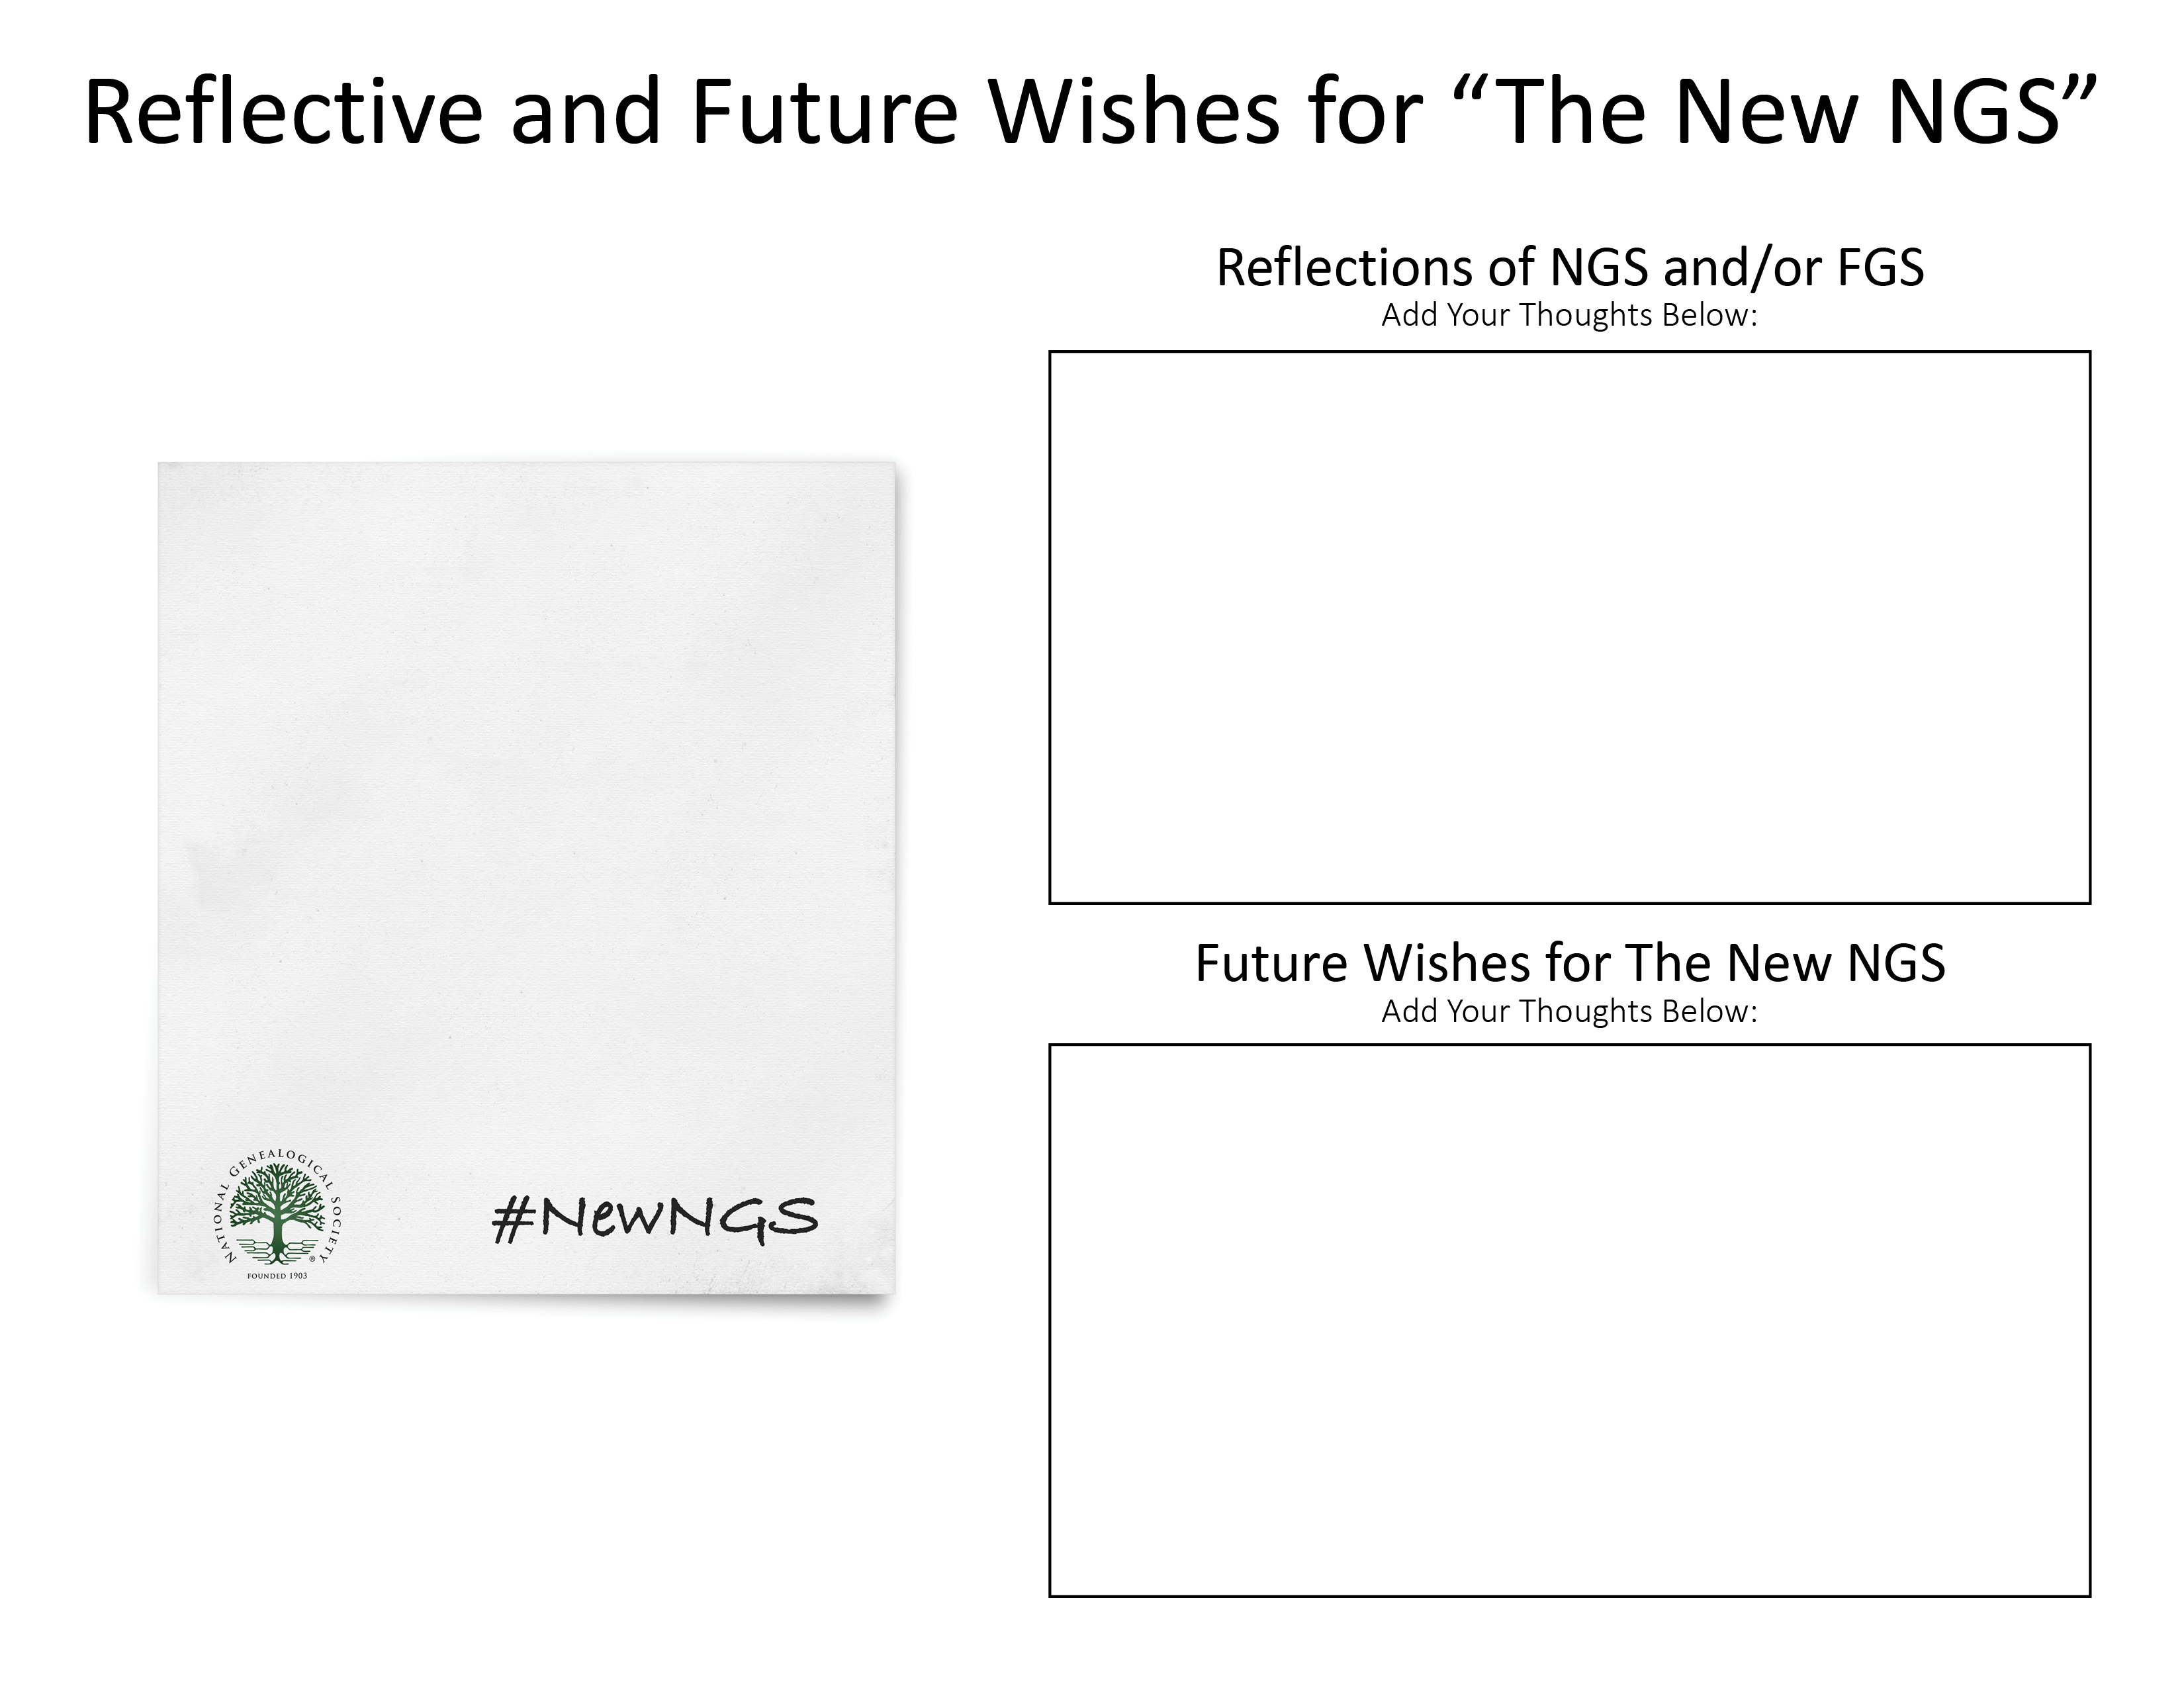 Reflective and Future Wishes for “The New NGS”
Reflections of NGS and/or FGS
Add Your Thoughts Below:
Future Wishes for The New NGS
Add Your Thoughts Below:
NATIONAL GENEALOGICAL SOCIETY ®
FOUNDED 1903
#NewNGS